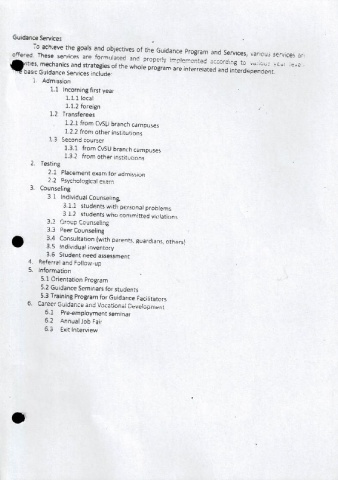 Guidance Services
To achieve the goals and objectives of the Guidance Program and Services, various services are
offered. These services are formulated and properly implemented according to various year level
mechanics and strategies of the whole program are interrelated and interdependent.
basic Guidance Services include:
1. Admission
1.1 Incoming first year
1.1.1 local
1.1.2 foreign
1.2 Transferees
1.2.1 from CvSU branch campuses
1.2.2 from other institutions
1.3 Second courser
1.3.1 from CvSU branch campuses
1.3.2 from other institutions
2. Testing
2.1 Placement exam for admission
2.2 Psychological exam
3. Counseling
3.1 Individual Counseling,
3.1.1 students with personal problems
3.1.2 students who committed violations
3.2 Group Counseling
3.3 Peer Counseling
3.4 Consultation (with parents, guardians, others)
3.5 Individual inventory
3.6 Student need assessment
4. Referral and Follow-up
5. Information
5.1 Orientation Program
5.2 Guidance Seminars for students
5.3 Training Program for Guidance Facilitators
6. Career Guidance and Vocational Development
6.1 Pre-employment seminar
6.2 Annual Job Fair
6.3 Exit Interview